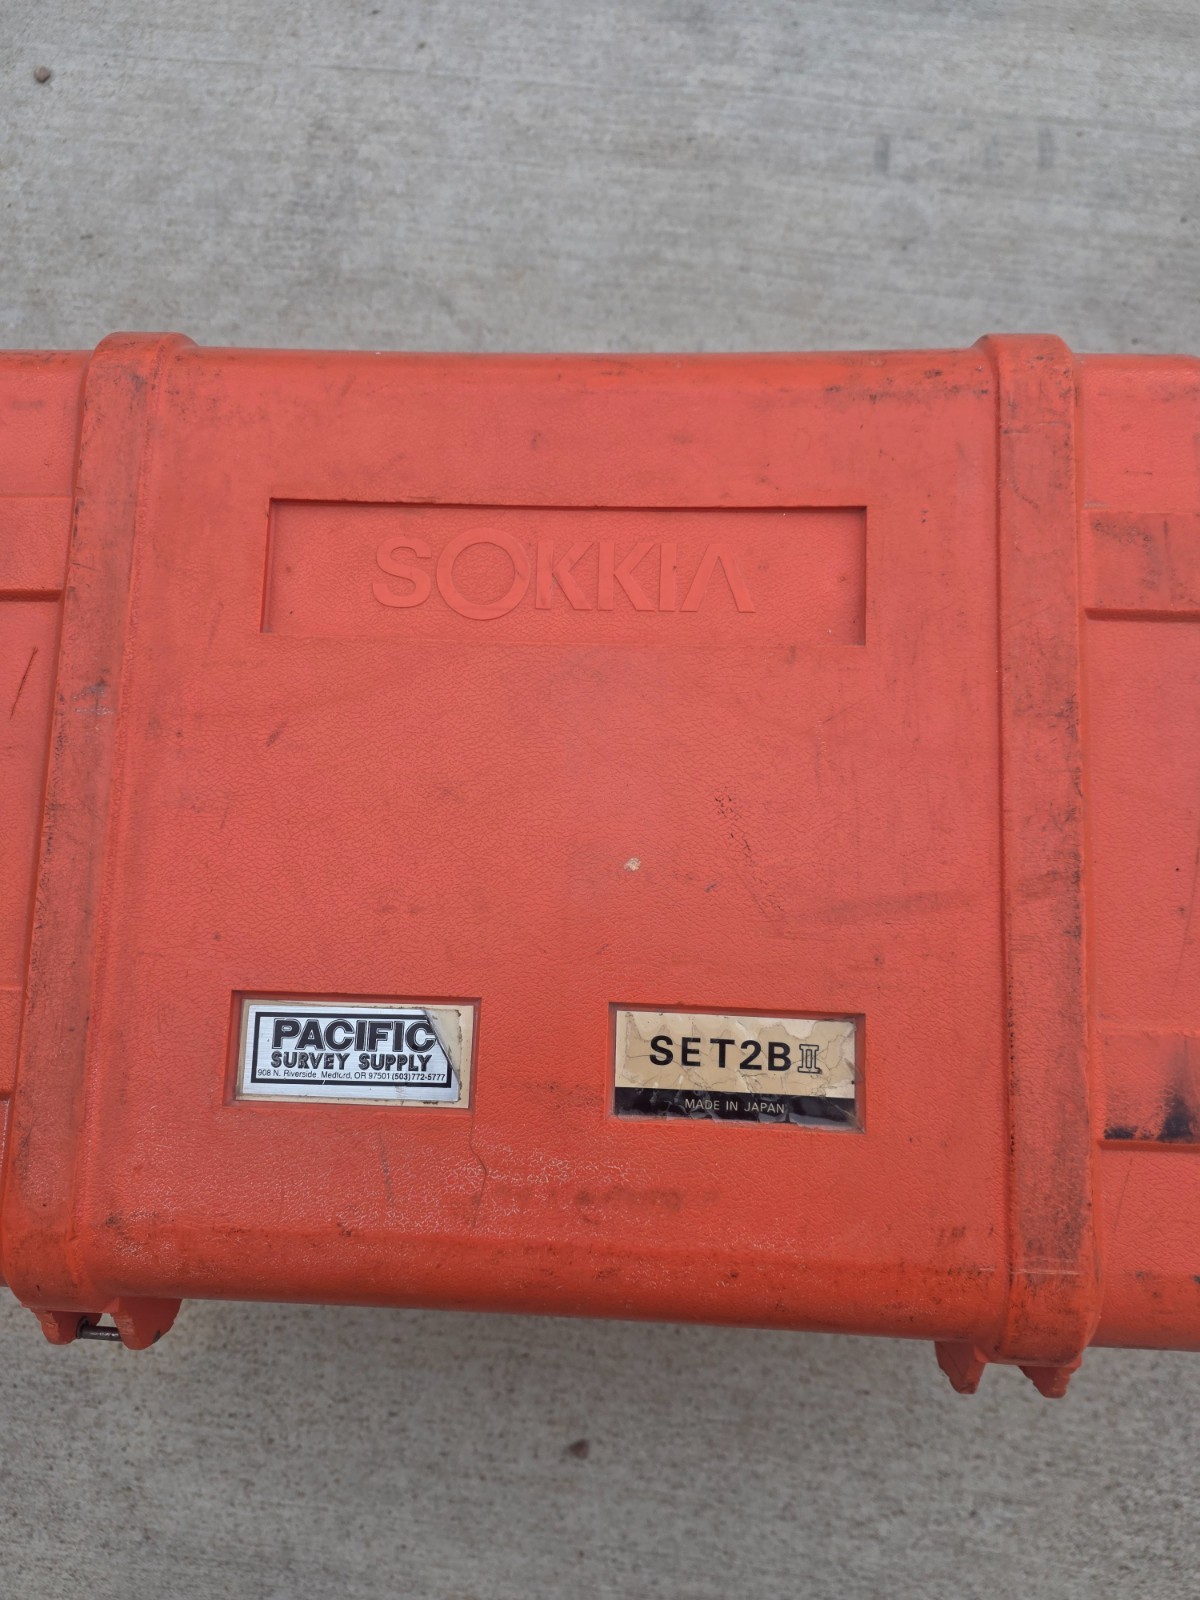 SOKKIA
PACIFIC
SURVEY SUPPLY
908 N. Riverside, Medford, OR 97501 (503)772-5777
SET2BII
MADE IN JAPAN